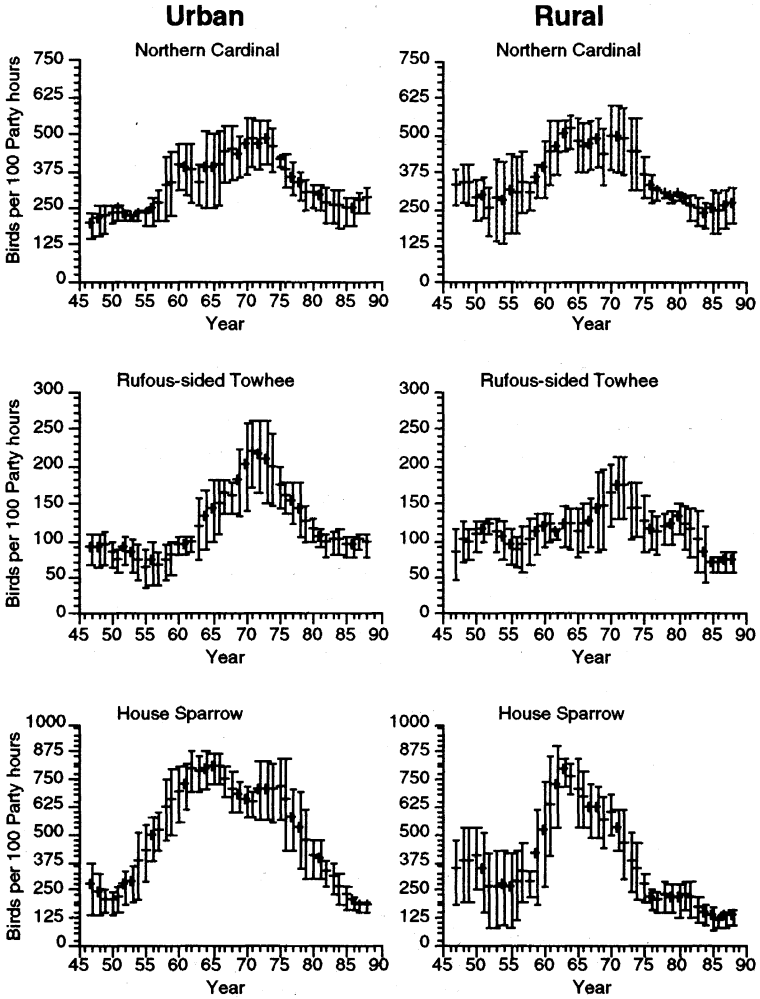 Urban Rural
Northern Cardinal Northern Cardinal
Birds per 100 Party hours
750 750
625 625
500 500
375 375
250 250
125 125
0 0
45 50 55 60 65 70 75 80 85 90 45 50 55 60 65 70 75 80 85 90
Year Year
Rufous-sided Towhee Rufous-sided Towhee
Birds per 100 Party hours
300 300
250 250
200 200
150 150
100 100
50 50
0 0
45 50 55 60 65 70 75 80 85 90 45 50 55 60 65 70 75 80 85 90
Year Year
House Sparrow House Sparrow
Birds per 100 Party hours
1000 1000
875 875
750 750
625 625
500 500
375 375
250 250
125 125
0 0
45 50 55 60 65 70 75 80 85 90 45 50 55 60 65 70 75 80 85 90
Year Year